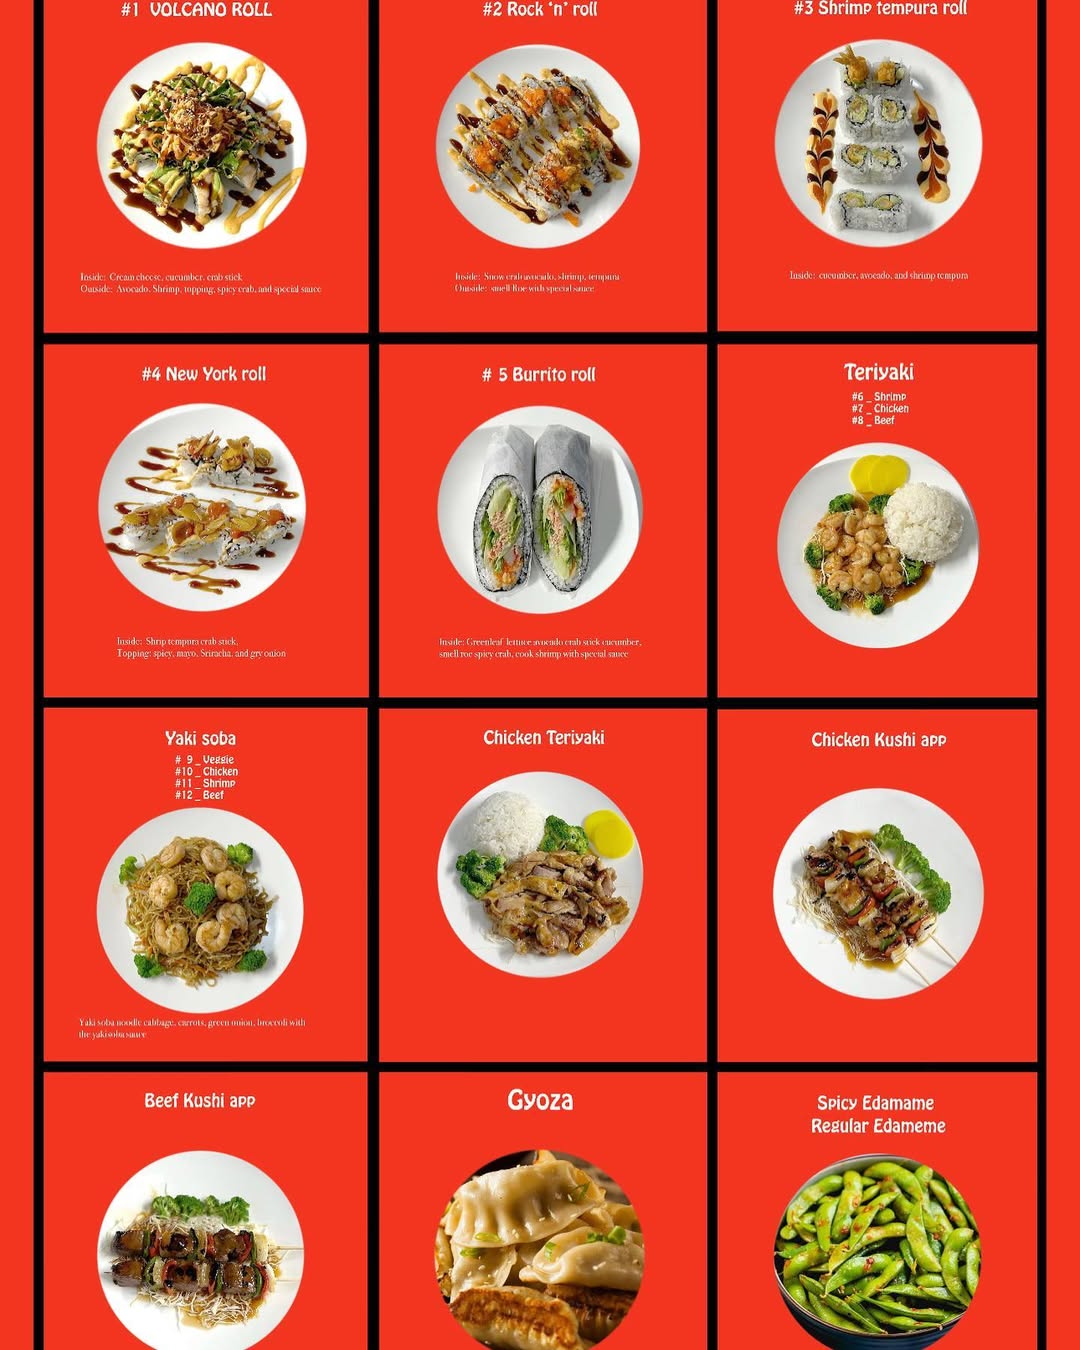 #1 VOLCANO ROLL
Inside: Cream cheese, cucumber, crab stick
Outside: Avocado, Shrimp, topping, spicy crab, and special sauce
#2 Rock 'n' roll
Inside: Snow crab avocado, shrimp, tempura
Outside: smell Roe with special sauce
#3 Shrimp tempura roll
Inside: cucumber, avocado, and shrimp tempura
#4 New York roll
Inside: Shrip tempura crab stick,
Topping: spicy, mayo, Sriracha, and gry onion
# 5 Burrito roll
Inside: Greenleaf lettuce avocado crab stick cucumber,
smell roe spicy crab, cook shrimp with special sauce
Teriyaki
#6 _ Shrimp
#7 _ Chicken
#8 _ Beef
Yaki soba
# 9 _ Veggie
#10 _ Chicken
#11 _ Shrimp
#12 _ Beef
Yaki soba noodle cabbage, carrots, green onion, broccoli with
the yakisoba sauce
Chicken Teriyaki
Chicken Kushi app
Beef Kushi app
Gyoza
Spicy Edamame
Regular Edameme